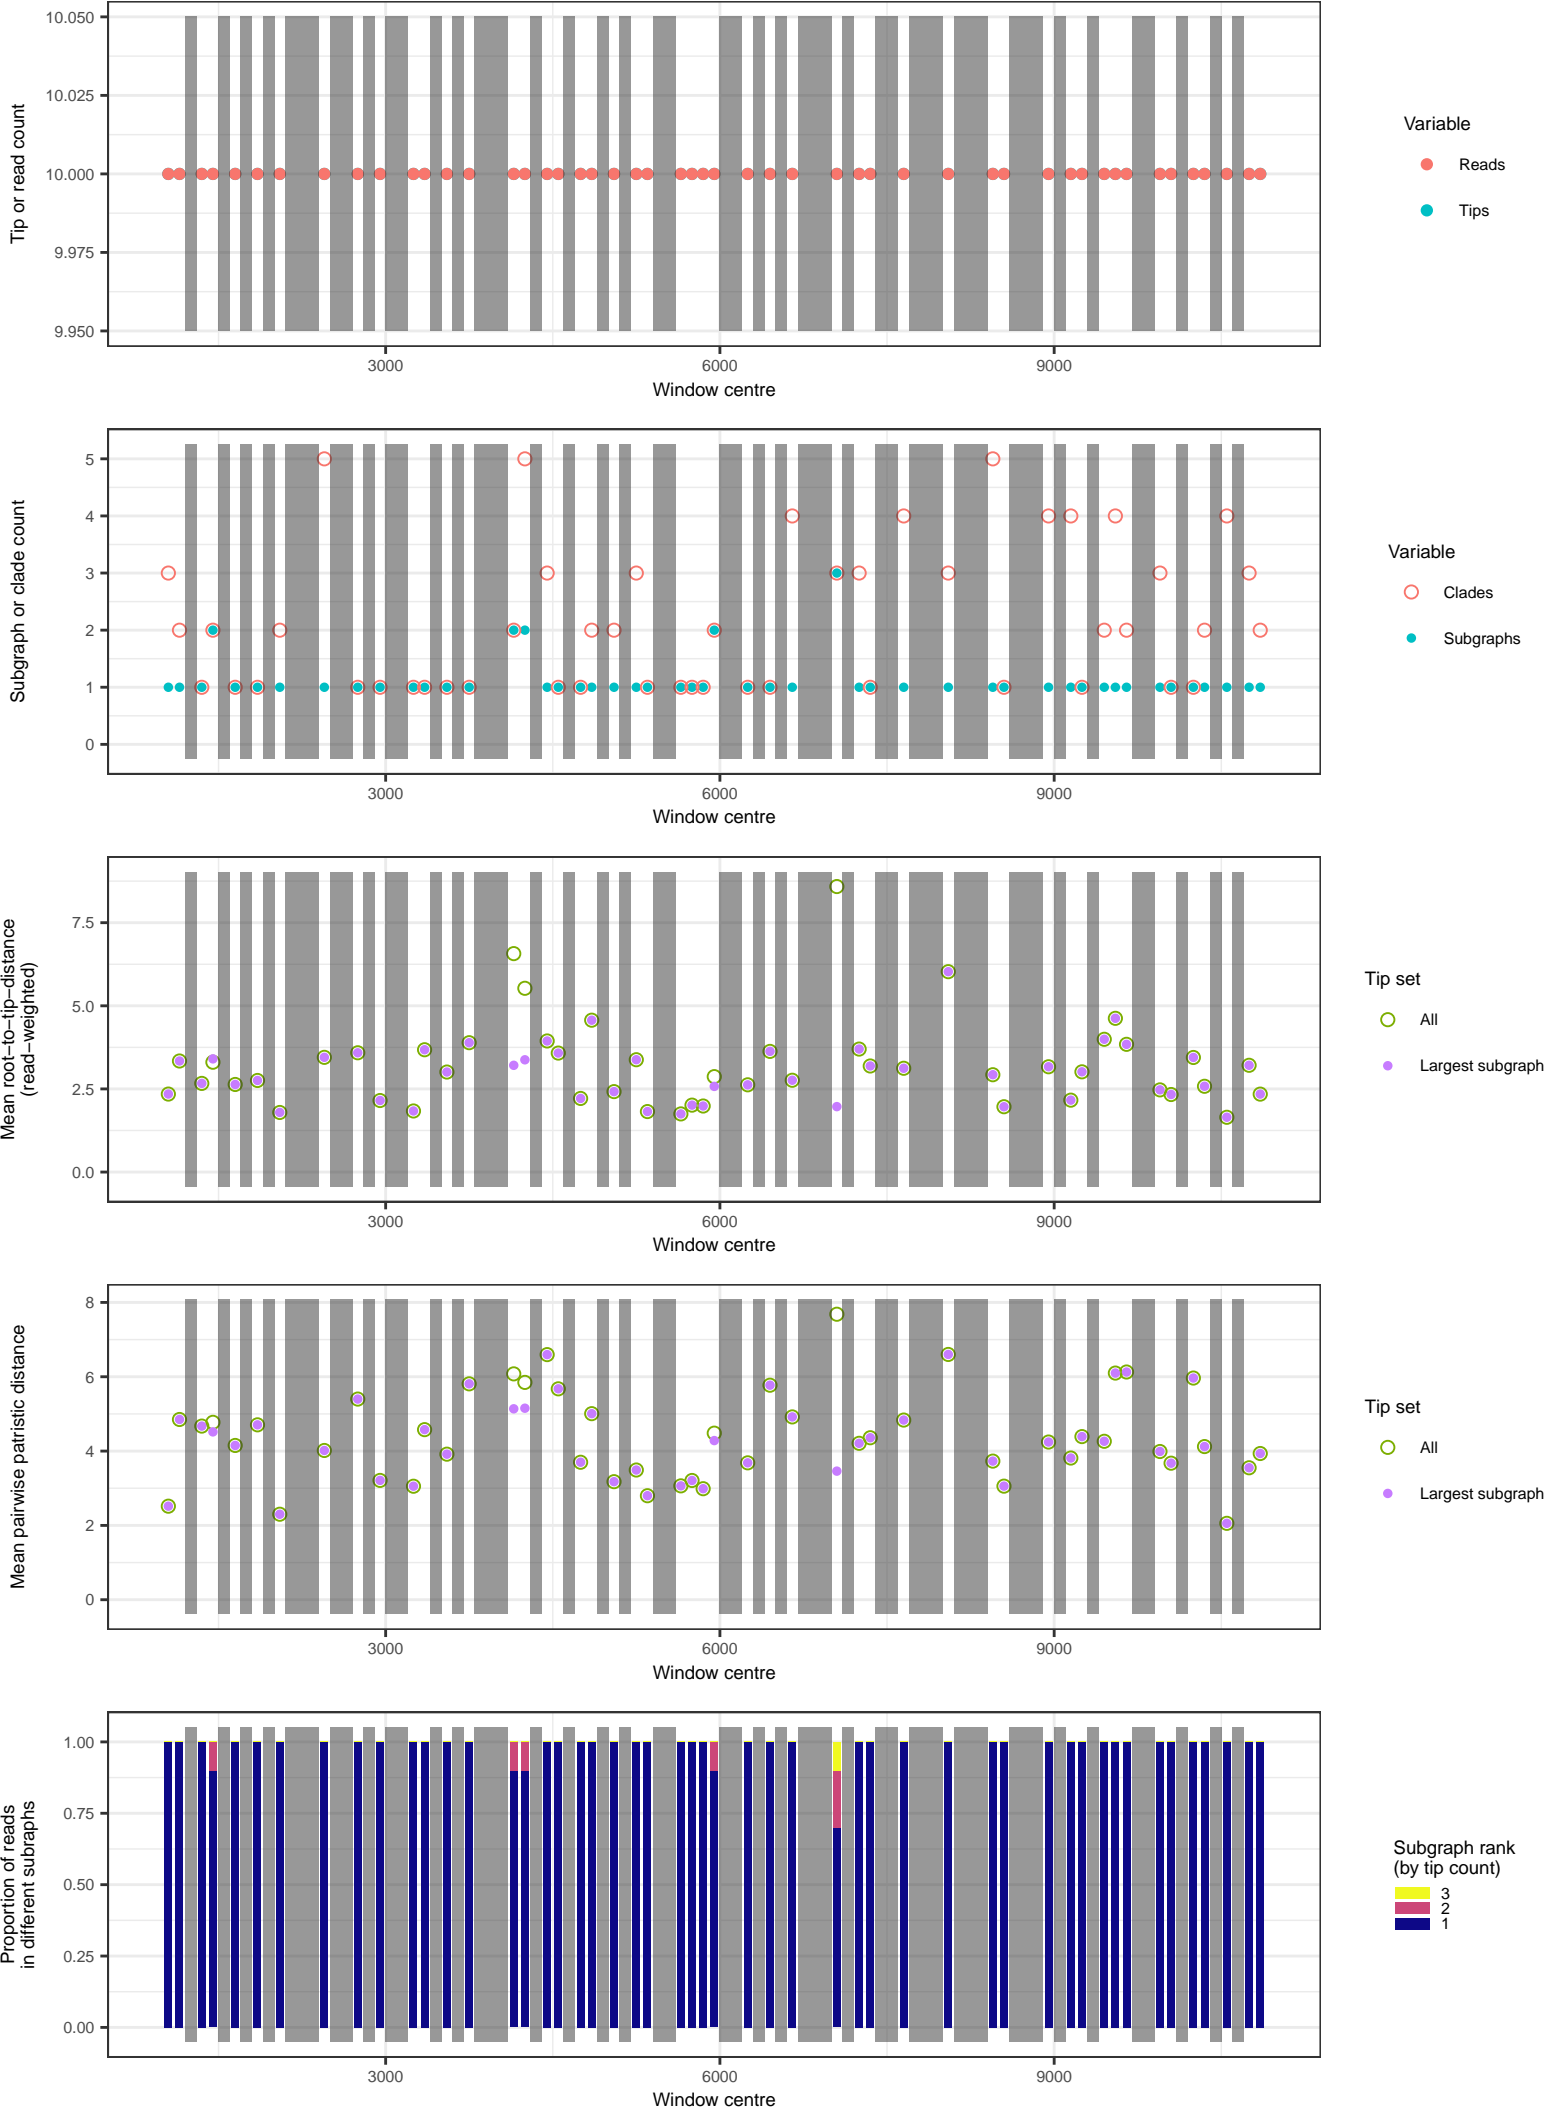 10.050
10.025
10.000
9.975
9.950
Tip or read count
3000 6000 9000
Window centre
Variable
Reads
Tips
5
4
3
2
1
0
Subgraph or clade count
3000 6000 9000
Window centre
Variable
Clades
Subgraphs
7.5
5.0
2.5
0.0
Mean root−to−tip−distance
(read−weighted)
3000 6000 9000
Window centre
Tip set
All
Largest subgraph
8
6
4
2
0
Mean pairwise patristic distance
3000 6000 9000
Window centre
Tip set
All
Largest subgraph
1.00
0.75
0.50
0.25
0.00
Proportion of reads
in different subraphs
3000 6000 9000
Window centre
Subgraph rank
(by tip count)
3
2
1